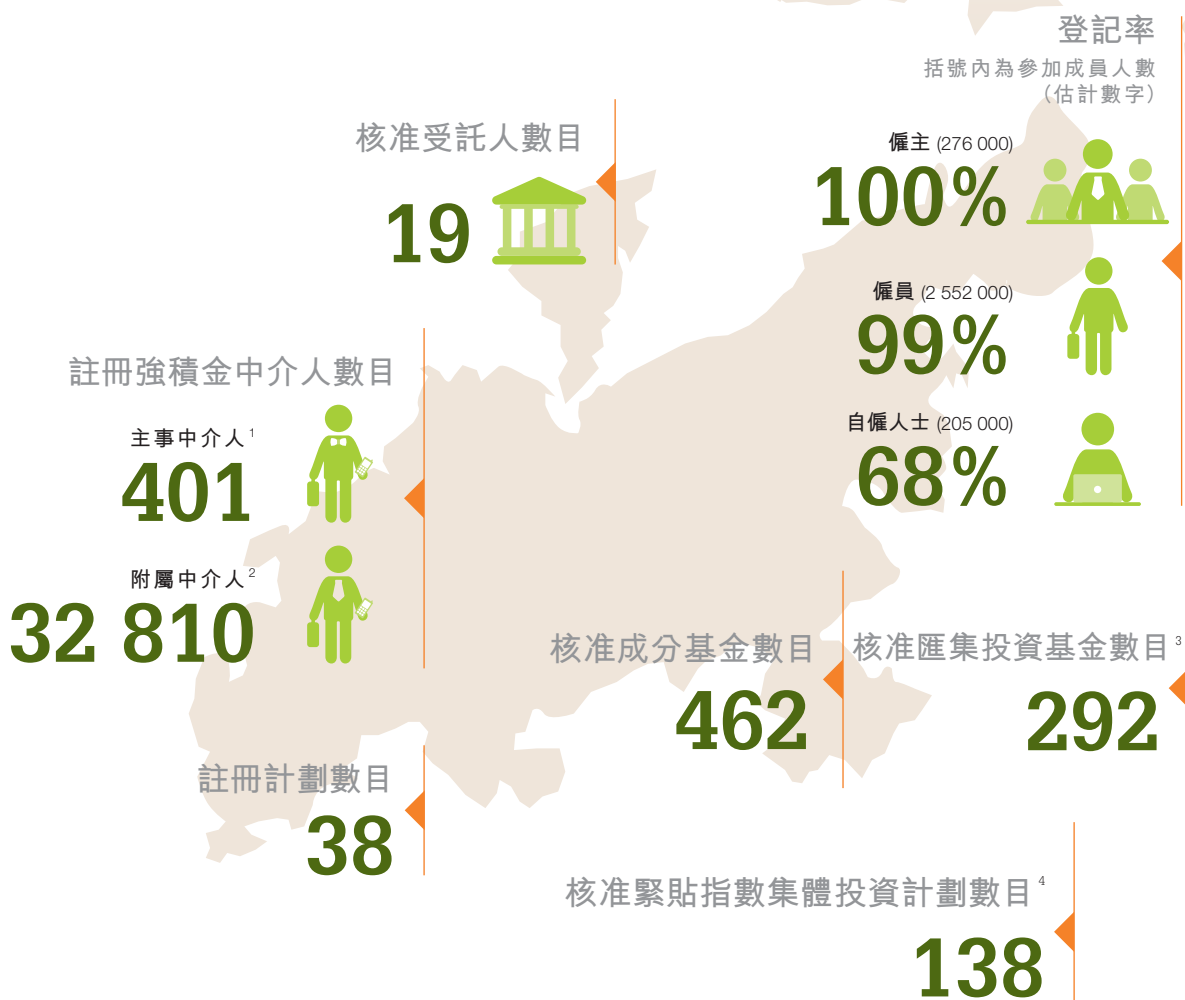 登記率
括號內為參加成員人數
(估計數字)
僱主 (276 000)
100%
僱員 (2 552 000)
99%
自僱人士 (205 000)
68%
核准受託人數目
19
註冊強積金中介人數目
主事中介人1
401
附屬中介人2
32 810
核准成分基金數目
462
核准匯集投資基金數目3
292
註冊計劃數目
38
核准緊貼指數集體投資計劃數目4
138